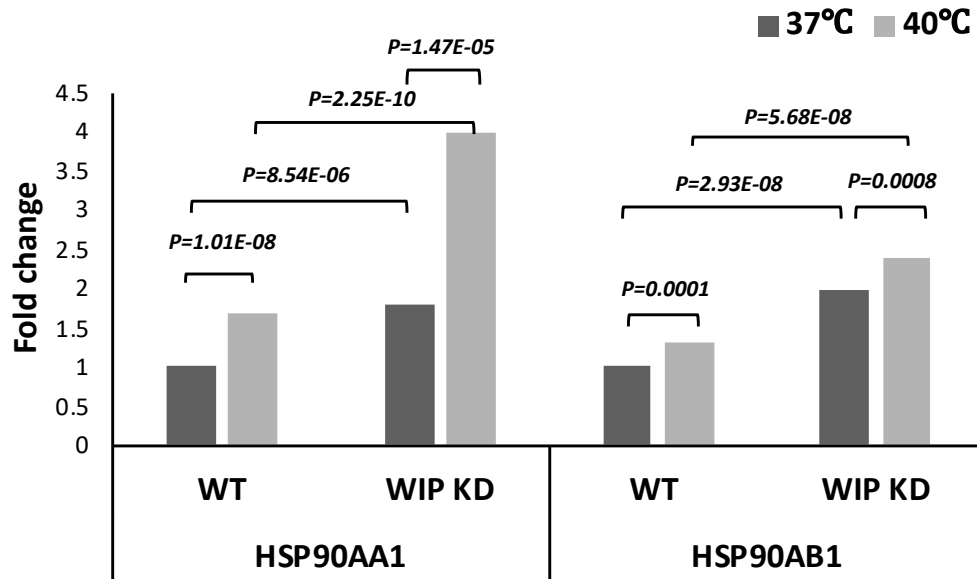 37℃ 40℃
P=1.47E-05
P=2.25E-10
P=8.54E-06
P=1.01E-08
P=5.68E-08
P=2.93E-08
P=0.0008
P=0.0001
Fold change
4.5
4
3.5
3
2.5
2
1.5
1
0.5
0
WT WIP KD WT WIP KD
HSP90AA1 HSP90AB1